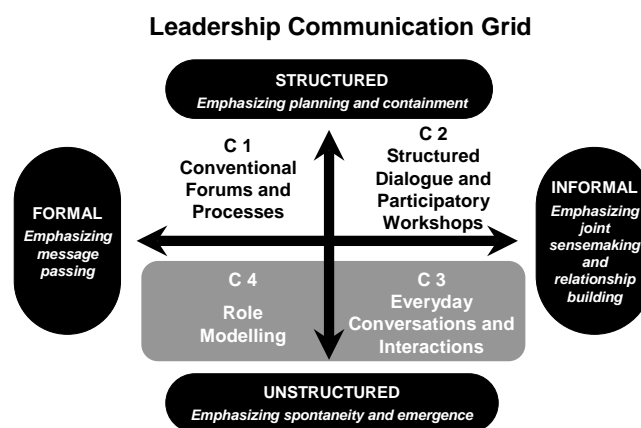 Leadership Communication Grid
STRUCTURED
Emphasizing planning and containment
C 1
Conventional
Forums and
Processes
C 2
Structured
Dialogue and
Participatory
Workshops
FORMAL
Emphasizing
message
passing
INFORMAL
Emphasizing
joint
sensemaking
and
relationship
building
C 4
Role
Modelling
C 3
Everyday
Conversations and
Interactions
UNSTRUCTURED
Emphasizing spontaneity and emergence